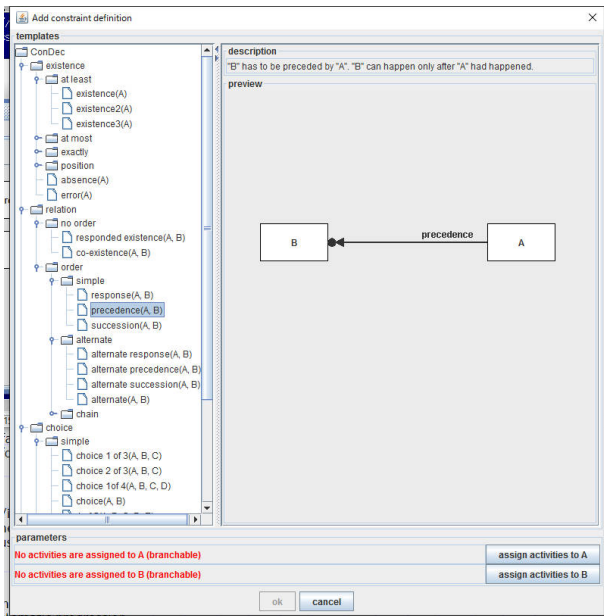 Add constraint definition
templates
ConDec
existence
at least
existence(A)
existence2(A)
existence3(A)
at most
exactly
position
absence(A)
error(A)
relation
no order
responded existence(A, B)
co-existence(A, B)
order
simple
response(A, B)
precedence(A, B)
succession(A, B)
alternate
alternate response(A, B)
alternate precedence(A, B)
alternate succession(A, B)
alternate(A, B)
chain
choice
simple
choice 1 of 3(A, B, C)
choice 2 of 3(A, B, C)
choice 1of 4(A, B, C, D)
choice(A, B)
description
"B" has to be preceded by "A". "B" can happen only after "A" had happened.
preview
B
precedence
A
parameters
No activities are assigned to A (branchable)
assign activities to A
No activities are assigned to B (branchable)
assign activities to B
ok
cancel